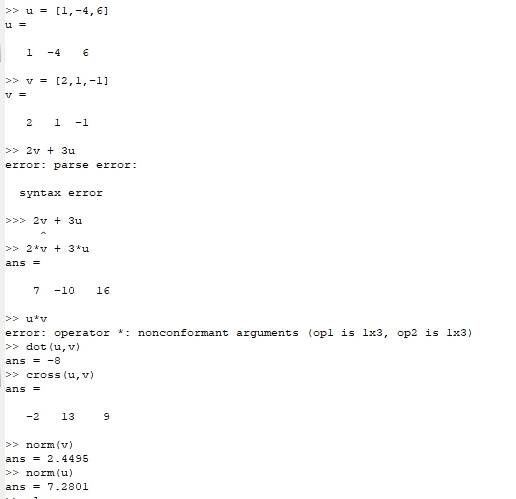 >> u = [1,-4,6]
u =
1 -4 6
>> v = [2,1,-1]
v =
2 1 -1
>> 2v + 3u
error: parse error:
syntax error
>>> 2v + 3u
^
>> 2*v + 3*u
ans =
7 -10 16
>> u*v
error: operator *: nonconformant arguments (op1 is 1x3, op2 is 1x3)
>> dot(u,v)
ans = -8
>> cross(u,v)
ans =
-2 13 9
>> norm(v)
ans = 2.4495
>> norm(u)
ans = 7.2801